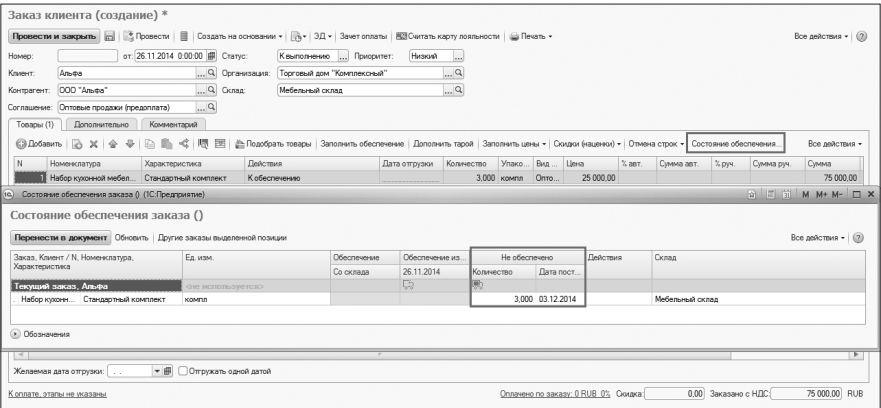 Заказ клиента (создание) *
Провести и закрыть Провести Создать на основании ЭД Зачет оплаты Считать карту лояльности Печать Все действия
Номер: от: 26.11.2014 0:00:00 Статус: К выполнению ... Приоритет: Низкий ...
Клиент: Альфа ... Организация: Торговый дом "Комплексный" ...
Контрагент: ООО "Альфа" ... Склад: Мебельный склад ...
Соглашение: Оптовые продажи (предоплата) ...
Товары (1) Дополнительно Комментарий
Добавить Подобрать товары Заполнить обеспечение Дополнить тарой Заполнить цены Скидки (наценки) Отмена строк Состояние обеспечения... Все действия
N Номенклатура Характеристика Действия Дата отгрузки Количество Упако... Вид ... Цена % авт. Сумма авт. % руч. Сумма руч. Сумма
1 Набор кухонной мебел... Стандартный комплект К обеспечению 3,000 компл Опто... 25 000,00 75 000,00
Состояние обеспечения заказа () (1С:Предприятие) M M+ M-
Состояние обеспечения заказа ()
Перенести в документ Обновить Другие заказы выделенной позиции Все действия
Заказ, Клиент / N, Номенклатура, Ед. изм. Обеспечение Обеспечение из... Не обеспечено Действия Склад
Характеристика Со склада 26.11.2014 Количество Дата пост...
Текущий заказ, Альфа <не используется>
Набор кухонн... Стандартный комплект компл 3,000 03.12.2014 Мебельный склад
Обозначения
Желаемая дата отгрузки: . . Отгружать одной датой
К оплате, этапы не указаны Оплачено по заказу: 0 RUB 0% Скидка: 0.00 Заказано с НДС: 75 000,00 RUB